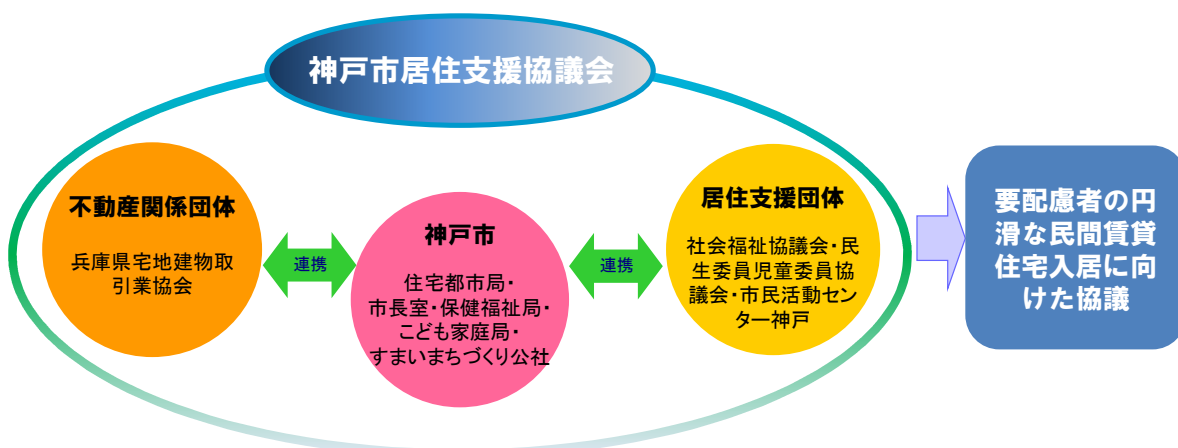 神戸市居住支援協議会
不動産関係団体
兵庫県宅地建物取
引業協会
連携
神戸市
住宅都市局・
市長室・保健福祉局・
こども家庭局・
すまいまちづくり公社
連携
居住支援団体
社会福祉協議会・民
生委員児童委員協
議会・市民活動セン
ター神戸
要配慮者の円
滑な民間賃貸
住宅入居に向
けた協議